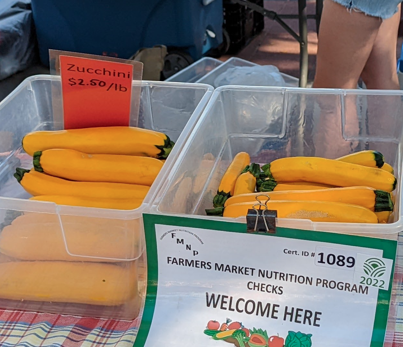 Zucchini
$2.50/lb
FMNP
Cert. ID # 1089
2022
FARMERS MARKET NUTRITION PROGRAM
CHECKS
WELCOME HERE